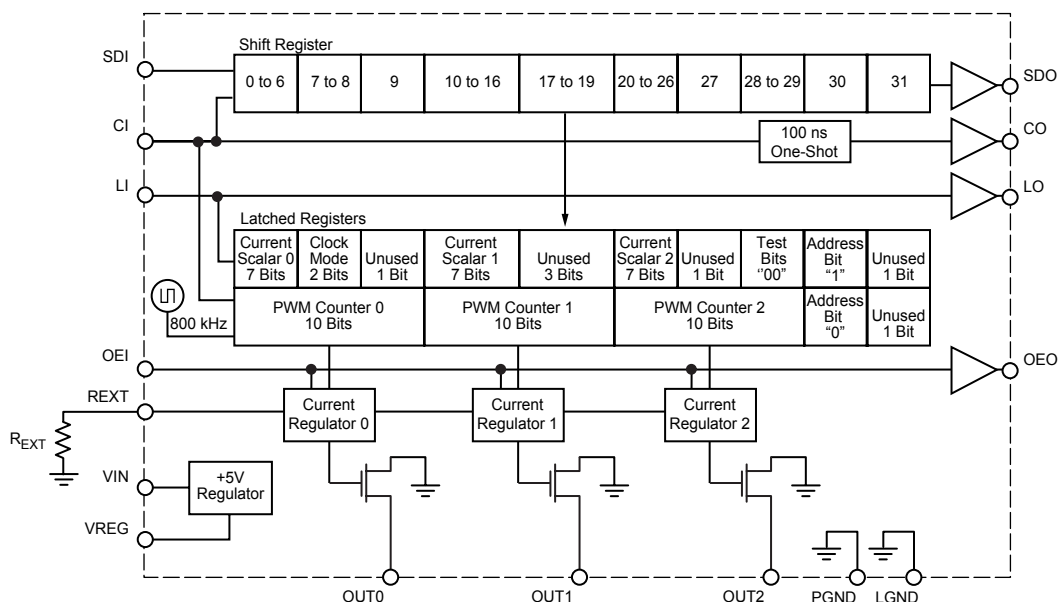 Shift Register
SDI
0 to 6
7 to 8
9
10 to 16
17 to 19
20 to 26
27
28 to 29
30
31
SDO
CI
100 ns
One-Shot
CO
LI
LO
Latched Registers
Current
Scalar 0
7 Bits
Clock
Mode
2 Bits
Unused
1 Bit
Current
Scalar 1
7 Bits
Unused
3 Bits
Current
Scalar 2
7 Bits
Unused
1 Bit
Test
Bits
"00"
Address
Bit
"1"
Unused
1 Bit
800 kHz
PWM Counter 0
10 Bits
PWM Counter 1
10 Bits
PWM Counter 2
10 Bits
Address
Bit
"0"
Unused
1 Bit
OEI
OEO
REXT
Current
Regulator 0
Current
Regulator 1
Current
Regulator 2
REXT
VIN
+5V
Regulator
VREG
OUT0
OUT1
OUT2
PGND
LGND